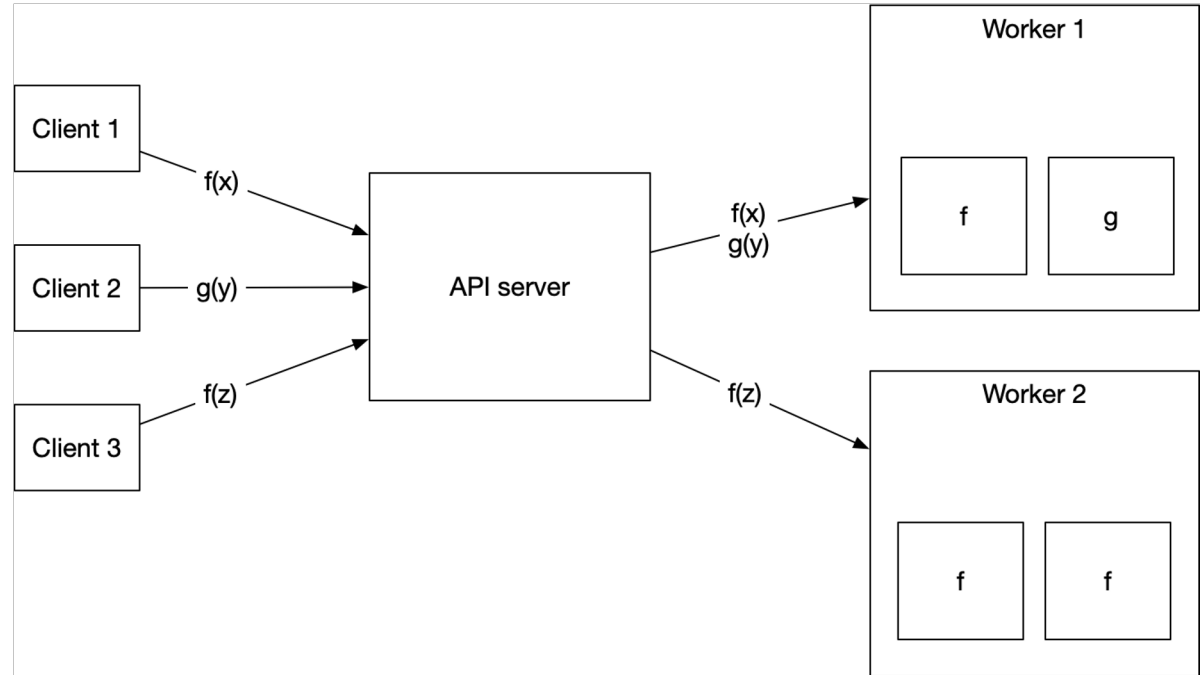 Client 1
f(x)
Client 2
g(y)
Client 3
f(z)
API server
f(x)
g(y)
f(z)
Worker 1
f
g
Worker 2
f
f